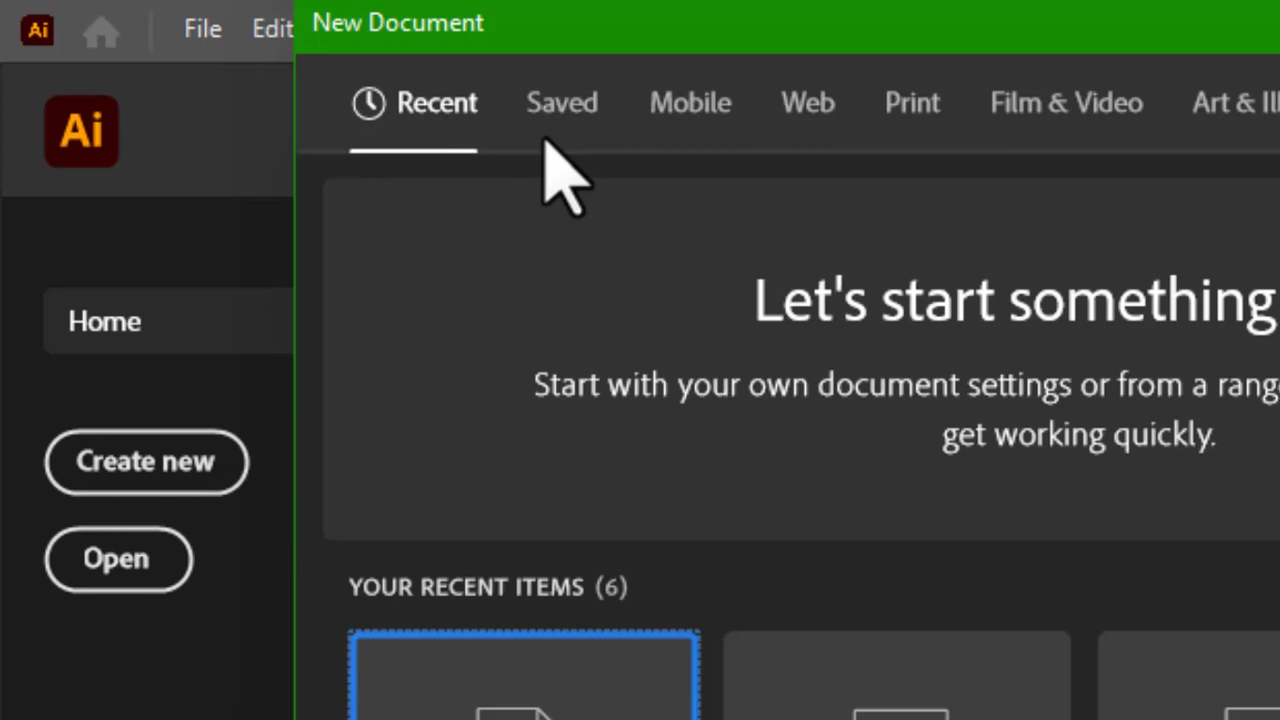 Ai File Edit
New Document
Ai
Recent Saved Mobile Web Print Film & Video Art &
Let's start something
Home
Start with your own document settings or from a
get working quickly.
Create new
Open
YOUR RECENT ITEMS (6)